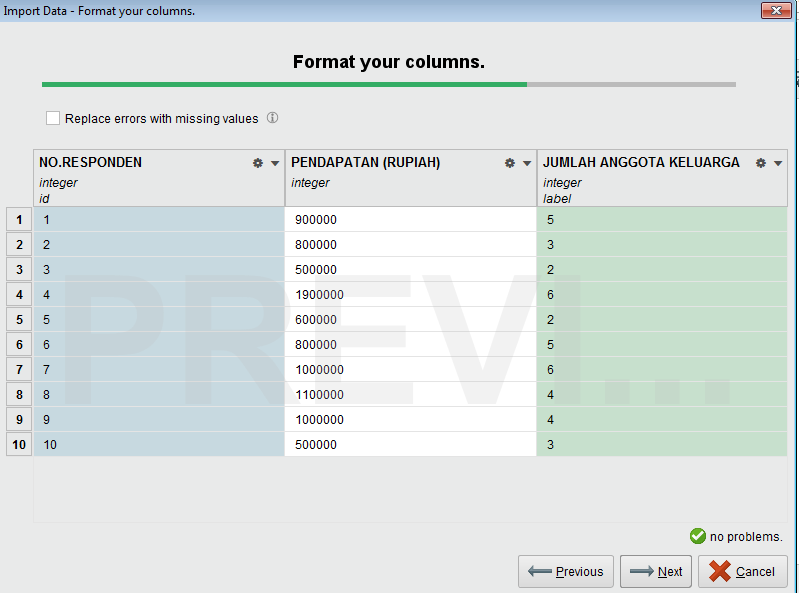 Import Data - Format your columns.
Format your columns.
Replace errors with missing values
NO.RESPONDEN PENDAPATAN (RUPIAH) JUMLAH ANGGOTA KELUARGA
integer integer integer
id label
1 1 900000 5
2 2 800000 3
3 3 500000 2
4 4 1900000 6
5 5 600000 2
6 6 800000 5
7 7 1000000 6
8 8 1100000 4
9 9 1000000 4
10 10 500000 3
PREVI...
no problems.
Previous Next Cancel